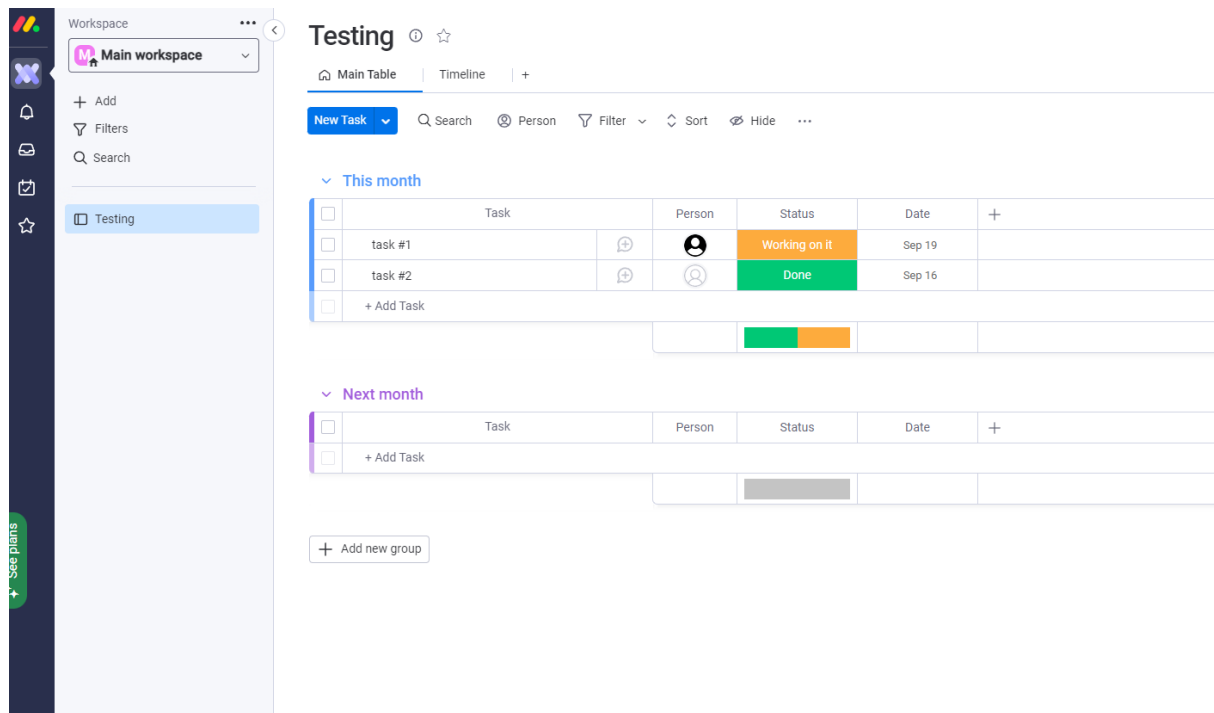 Workspace
M Main workspace
Add
Filters
Search
Testing
See plans
Testing
Main Table Timeline +
New Task Search Person Filter Sort Hide ...
This month
Task Person Status Date +
task #1 Working on it Sep 19
task #2 Done Sep 16
+ Add Task
Next month
Task Person Status Date +
+ Add Task
+ Add new group